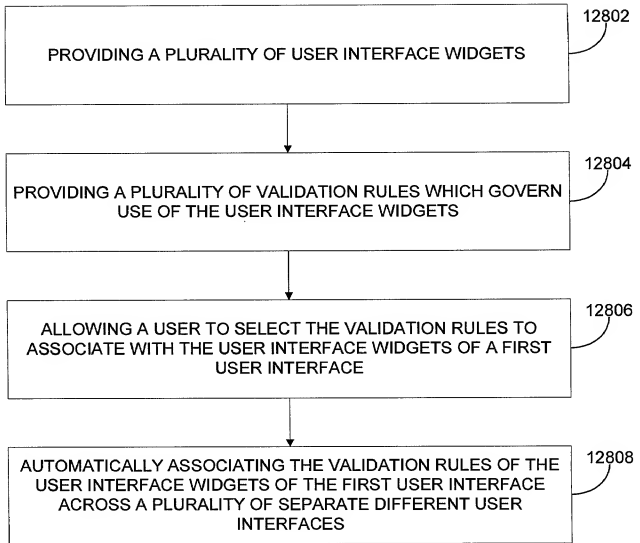 12802
PROVIDING A PLURALITY OF USER INTERFACE WIDGETS
12804
PROVIDING A PLURALITY OF VALIDATION RULES WHICH GOVERN
USE OF THE USER INTERFACE WIDGETS
12806
ALLOWING A USER TO SELECT THE VALIDATION RULES TO
ASSOCIATE WITH THE USER INTERFACE WIDGETS OF A FIRST
USER INTERFACE
12808
AUTOMATICALLY ASSOCIATING THE VALIDATION RULES OF THE
USER INTERFACE WIDGETS OF THE FIRST USER INTERFACE
ACROSS A PLURALITY OF SEPARATE DIFFERENT USER
INTERFACES